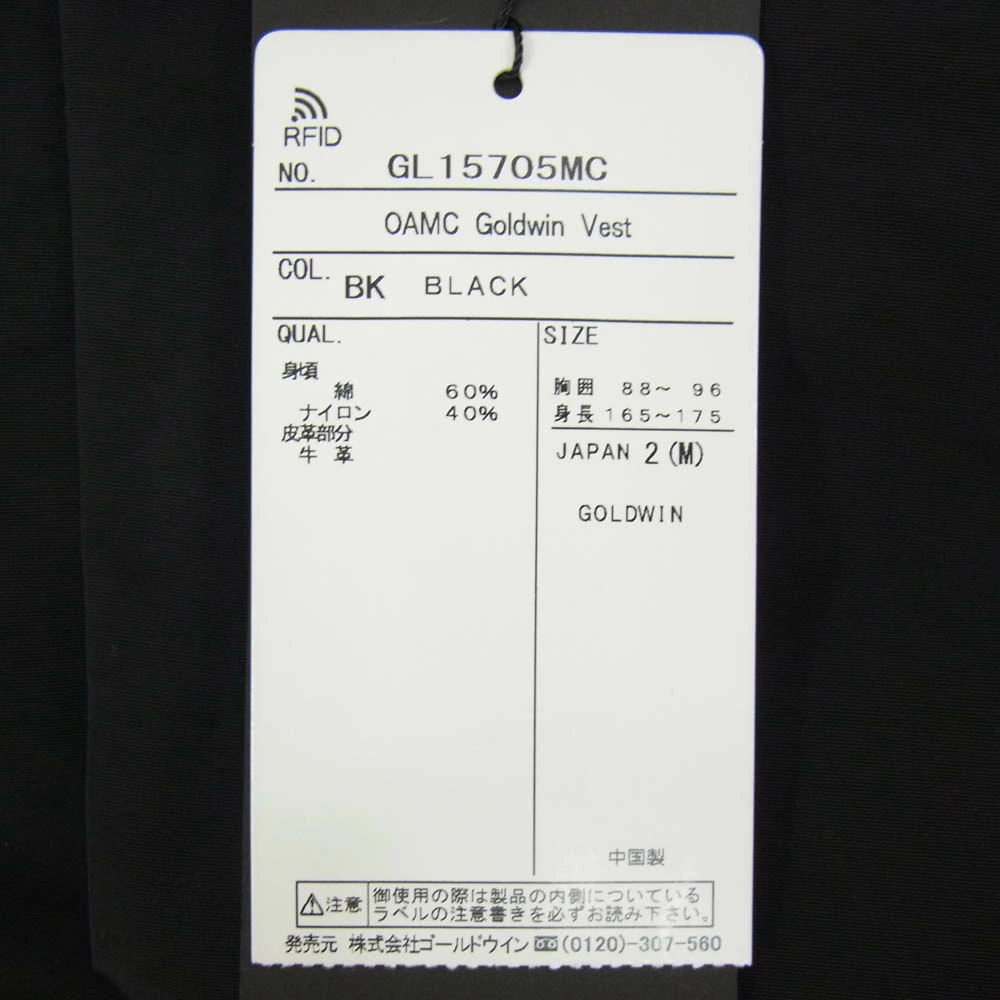 RFID
NO. GL15705MC
OAMC Goldwin Vest
COL. BK BLACK
QUAL.
身頃
綿 60%
ナイロン 40%
皮革部分
牛革
SIZE
胸囲 88〜 96
身長165〜175
JAPAN 2(M)
GOLDWIN
中国製
注意
御使用の際は製品の内側についている
ラベルの注意書きを必ずお読み下さい。
発売元 株式会社ゴールドウイン (0120)-307-560